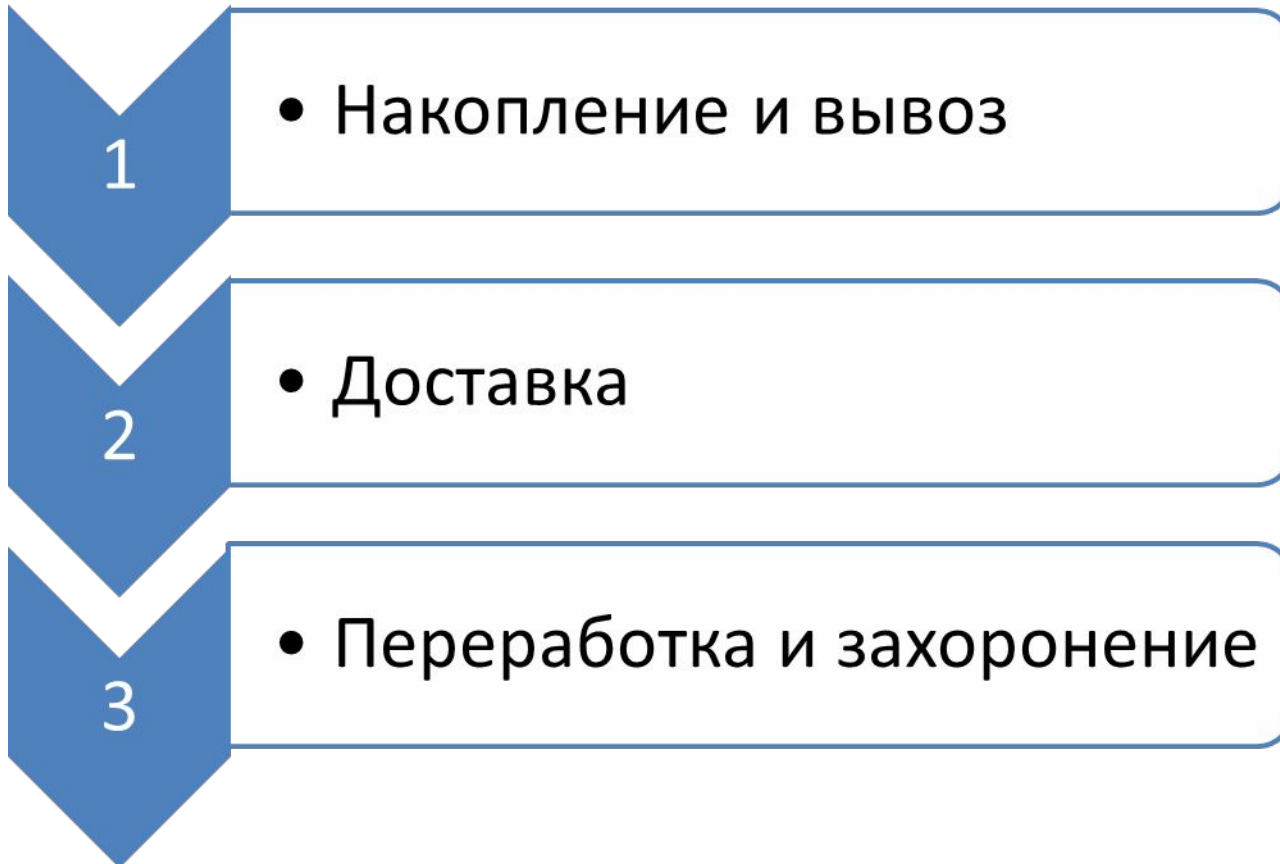 1
• Накопление и вывоз
2
• Доставка
3
• Переработка и захоронение